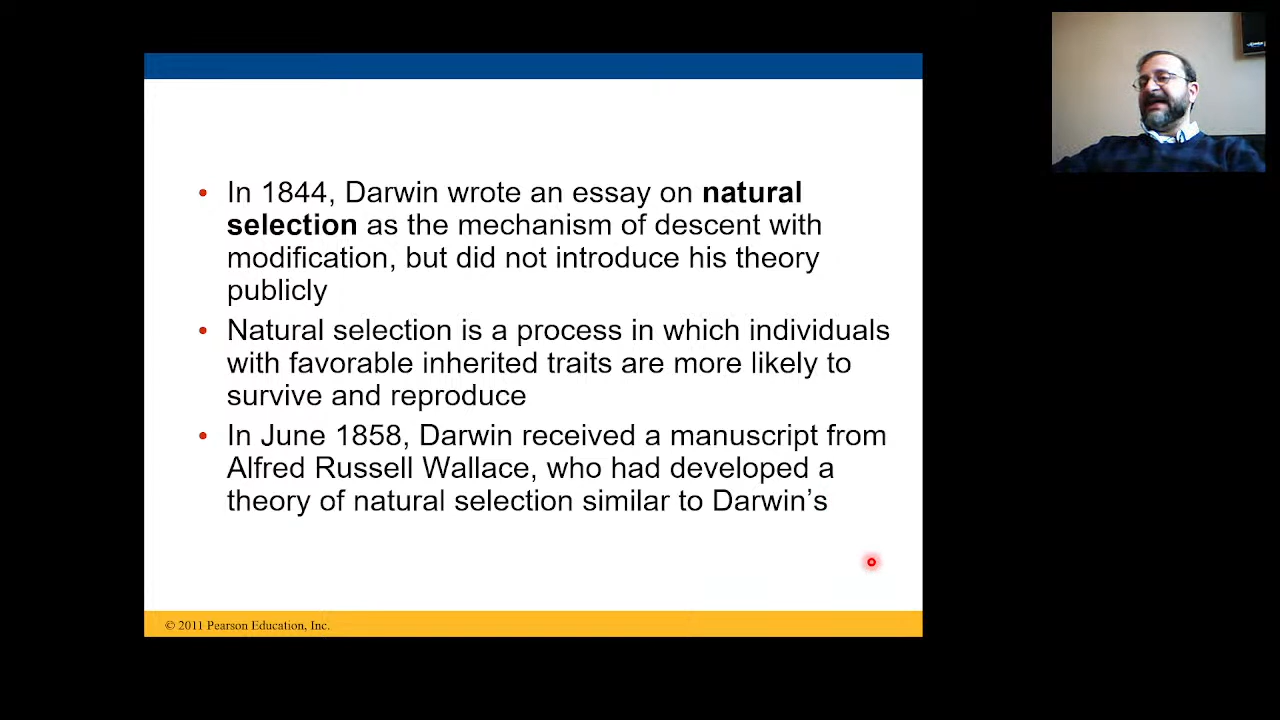 • In 1844, Darwin wrote an essay on natural
selection as the mechanism of descent with
modification, but did not introduce his theory
publicly
• Natural selection is a process in which individuals
with favorable inherited traits are more likely to
survive and reproduce
• In June 1858, Darwin received a manuscript from
Alfred Russell Wallace, who had developed a
theory of natural selection similar to Darwin’s
© 2011 Pearson Education, Inc.